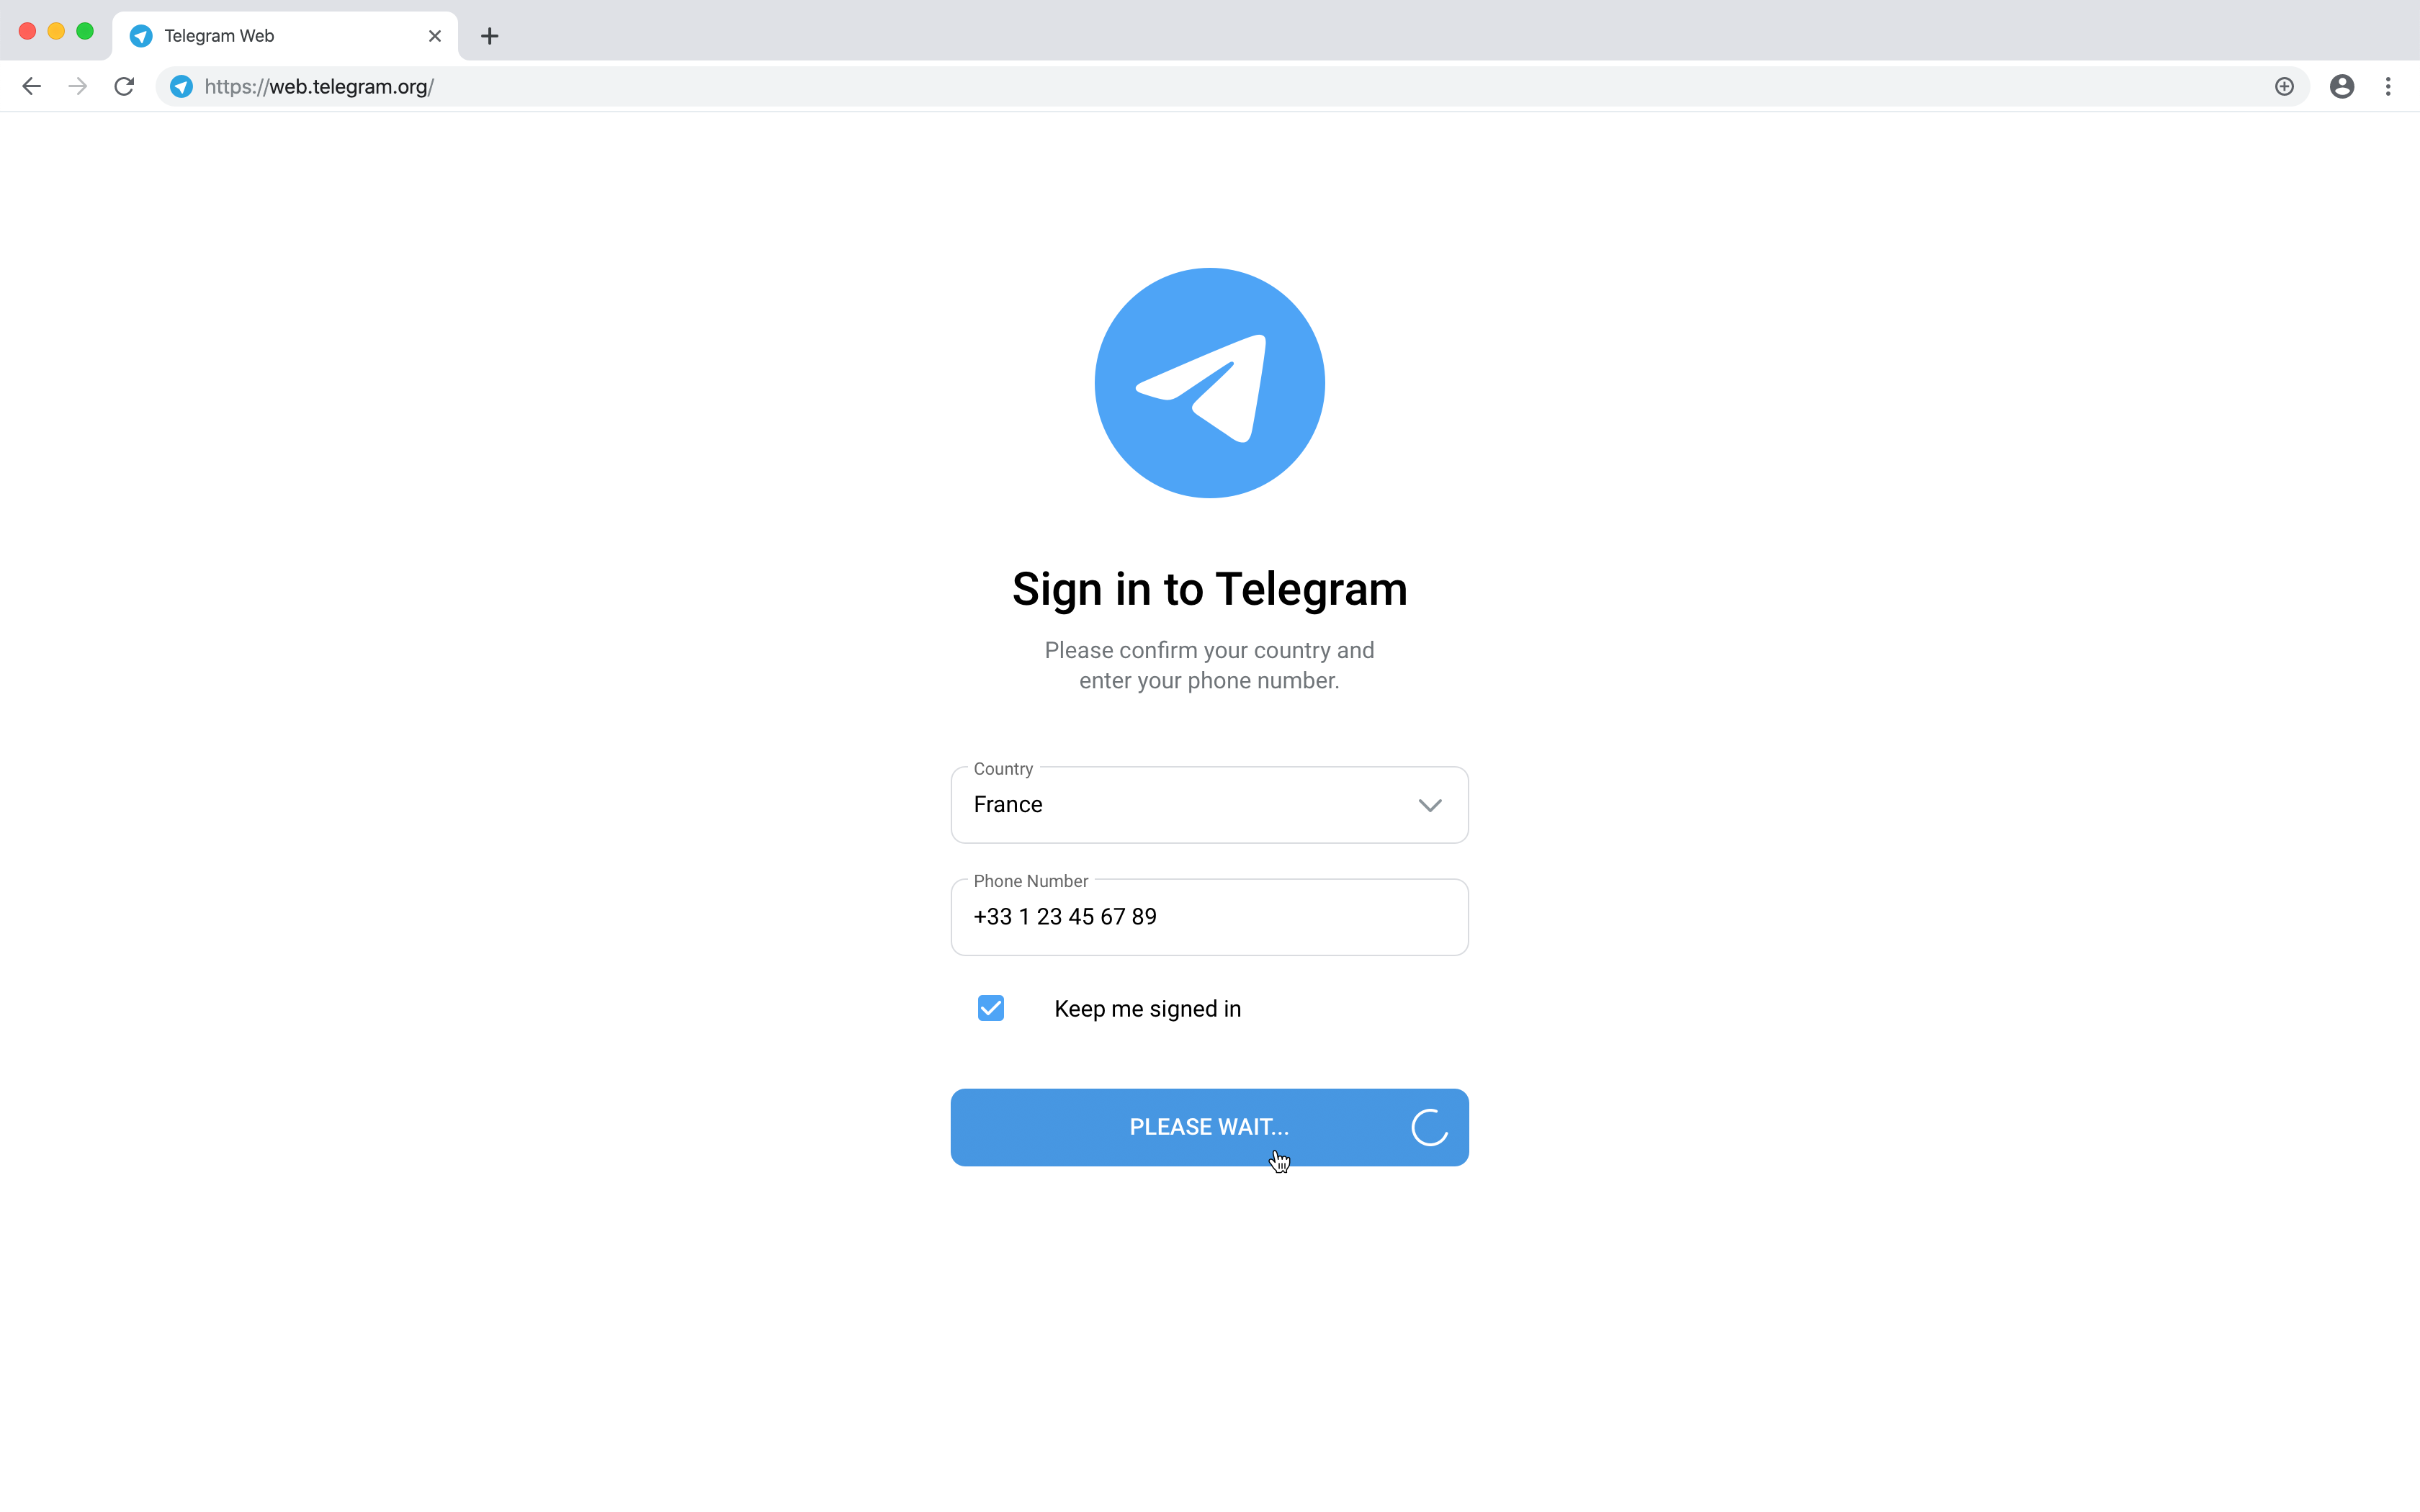 Telegram Web
https://web.telegram.org/
Sign in to Telegram
Please confirm your country and
enter your phone number.
Country
France
Phone Number
+33 1 23 45 67 89
Keep me signed in
PLEASE WAIT...